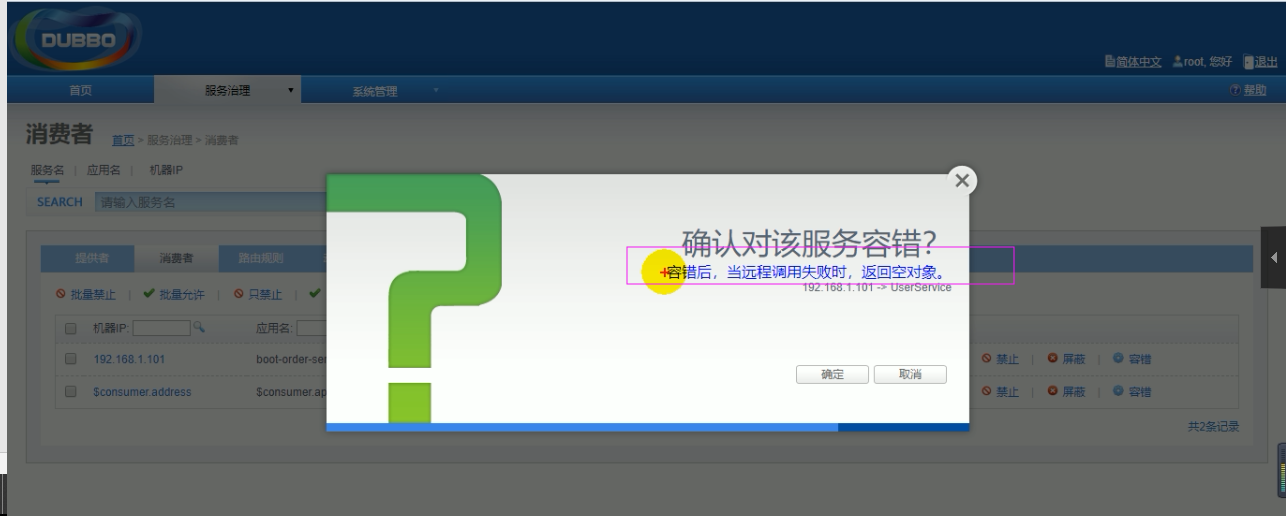 DUBBO
简体中文 root, 您好 退出
首页 服务治理 系统管理 帮助
消费者 首页 > 服务治理 > 消费者
服务名 | 应用名 | 机器IP
SEARCH 请输入服务名
确认对该服务容错?
提供者 消费者 路由规则
容错后，当远程调用失败时，返回空对象。
192.168.1.101 -> UserService
批量禁止 | 批量允许 | 只禁止 |
机器IP: 应用名:
192.168.1.101 boot-order-ser 禁止 | 屏蔽 | 容错
确定 取消
$consumer.address $consumer.ap 禁止 | 屏蔽 | 容错
共2条记录